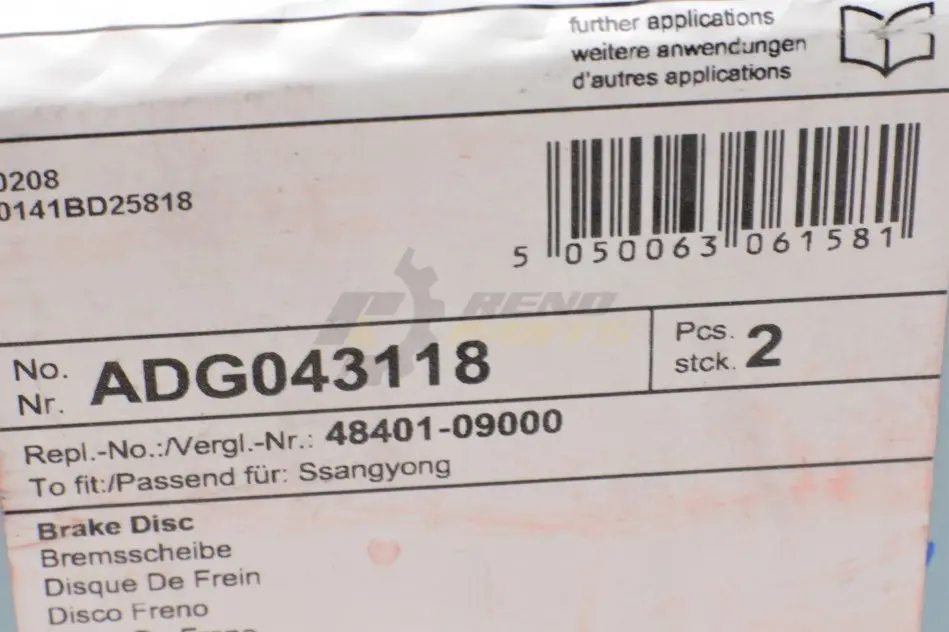 further applications
weitere anwendungen
d'autres applications
0208
0141BD25818
5 050063 061581
No.
Nr. ADG043118
Pcs.
stck. 2
Repl.-No.:/Vergl.-Nr.: 48401-09000
To fit:/Passend für: Ssangyong
Brake Disc
Bremsscheibe
Disque De Frein
Disco Freno